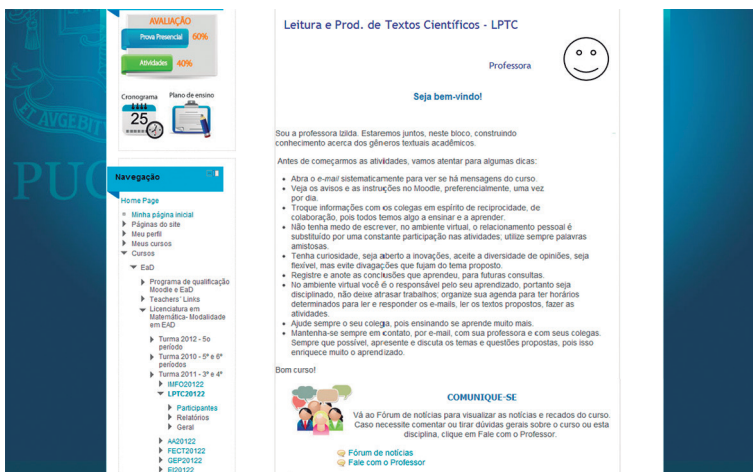 AVALIAÇÃO
Prova Presencial 60%
Atividades 40%
Cronograma
Plano de ensino
25
ET AVGEBIT
PUC
Navegação
Home Page
Minha página inicial
Páginas do site
Meu perfil
Meus cursos
Cursos
EaD
Programa de qualificação
Moodle e EaD
Teachers´ Links
Licenciatura em
Matemática- Modalidade
em EAD
Turma 2012 - 5o
período
Turma 2010 - 5º e 6º
períodos
Turma 2011 - 3º e 4º
IMFO20122
LPTC20122
Participantes
Relatórios
Geral
AA20122
FECT20122
GEP20122
EI20122
Leitura e Prod. de Textos Científicos - LPTC
Professora
Seja bem-vindo!
Sou a professora Izilda. Estaremos juntos, neste bloco, construindo
conhecimento acerca dos gêneros textuais acadêmicos.
Antes de começarmos as atividades, vamos atentar para algumas dicas:
• Abra o e-mail sistematicamente para ver se há mensagens do curso.
• Veja os avisos e as instruções no Moodle, preferencialmente, uma vez
por dia.
• Troque informações com os colegas em espírito de reciprocidade, de
colaboração, pois todos temos algo a ensinar e a aprender.
• Não tenha medo de escrever, no ambiente virtual, o relacionamento pessoal é
substituído por uma constante participação nas atividades; utilize sempre palavras
amistosas.
• Tenha curiosidade, seja aberto a inovações, aceite a diversidade de opiniões, seja
flexível, mas evite divagações que fujam do tema proposto.
• Registre e anote as conclusões que aprendeu, para futuras consultas.
• No ambiente virtual você é o responsável pelo seu aprendizado, portanto seja
disciplinado, não deixe atrasar trabalhos; organize sua agenda para ter horários
determinados para ler e responder os e-mails, ler os textos propostos, fazer as
atividades.
• Ajude sempre o seu colega, pois ensinando se aprende muito mais.
• Mantenha-se sempre em contato, por e-mail, com sua professora e com seus colegas.
Sempre que possível, apresente e discuta os temas e questões propostas, pois isso
enriquece muito o aprendizado.
Bom curso!
COMUNIQUE-SE
Vá ao Fórum de notícias para visualizar as notícias e recados do curso.
Caso necessite comentar ou tirar dúvidas gerais sobre o curso ou esta
disciplina, clique em Fale com o Professor.
Fórum de notícias
Fale com o Professor